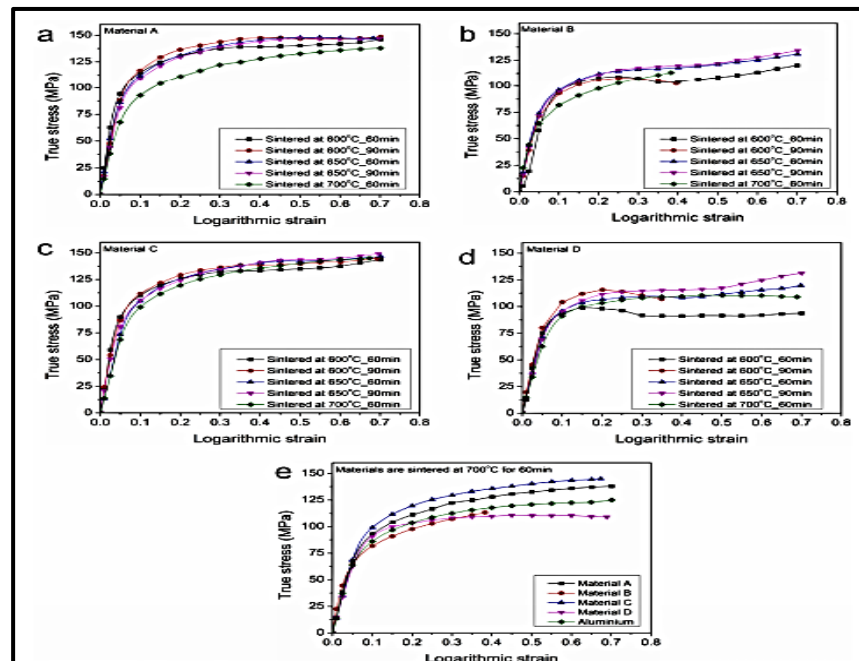 a
Material A
True stress (MPa)
150
125
100
75
50
25
0
Sintered at 600°C_60min
Sintered at 600°C_90min
Sintered at 650°C_60min
Sintered at 650°C_90min
Sintered at 700°C_60min
0.0 0.1 0.2 0.3 0.4 0.5 0.6 0.7 0.8
Logarithmic strain
b
Material B
True stress (MPa)
150
125
100
75
50
25
0
Sintered at 600°C_60min
Sintered at 600°C_90min
Sintered at 650°C_60min
Sintered at 650°C_90min
Sintered at 700°C_60min
0.0 0.1 0.2 0.3 0.4 0.5 0.6 0.7 0.8
Logarithmic strain
c
Material C
True stress (MPa)
150
125
100
75
50
25
0
Sintered at 600°C_60min
Sintered at 600°C_90min
Sintered at 650°C_60min
Sintered at 650°C_90min
Sintered at 700°C_60min
0.0 0.1 0.2 0.3 0.4 0.5 0.6 0.7 0.8
Logarithmic strain
d
Material D
True stress (MPa)
150
125
100
75
50
25
0
Sintered at 600°C_60min
Sintered at 600°C_90min
Sintered at 650°C_60min
Sintered at 650°C_90min
Sintered at 700°C_60min
0.0 0.1 0.2 0.3 0.4 0.5 0.6 0.7 0.8
Logarithmic strain
e
Materials are sintered at 700°C for 60min
True stress (MPa)
150
125
100
75
50
25
0
Material A
Material B
Material C
Material D
Aluminium
0.0 0.1 0.2 0.3 0.4 0.5 0.6 0.7 0.8
Logarithmic strain